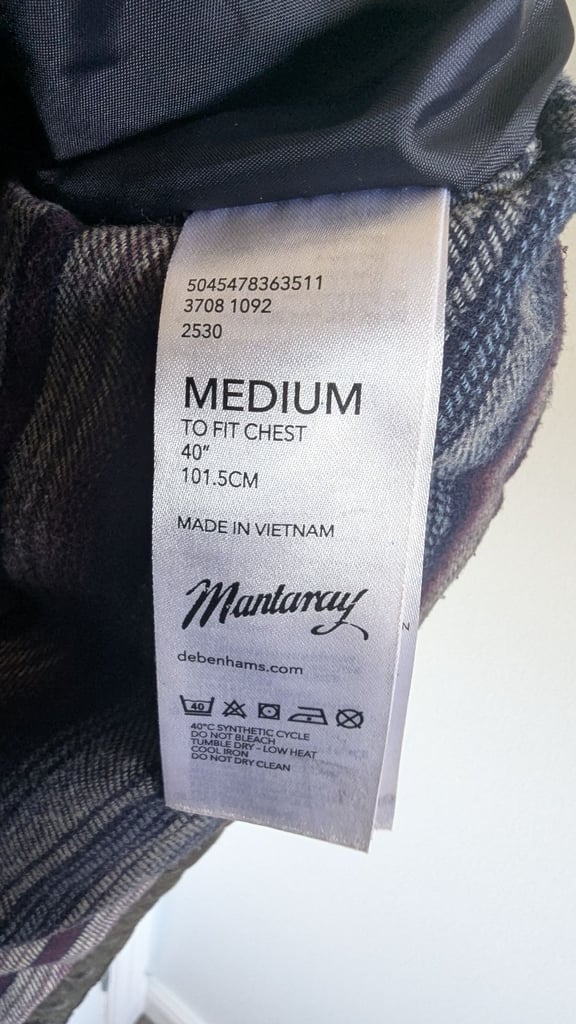 5045478363511
3708 1092
2530
MEDIUM
TO FIT CHEST
40"
101.5CM
MADE IN VIETNAM
Mantaray
N
debenhams.com
40
40°C SYNTHETIC CYCLE
DO NOT BLEACH
TUMBLE DRY - LOW HEAT
COOL IRON
DO NOT DRY CLEAN